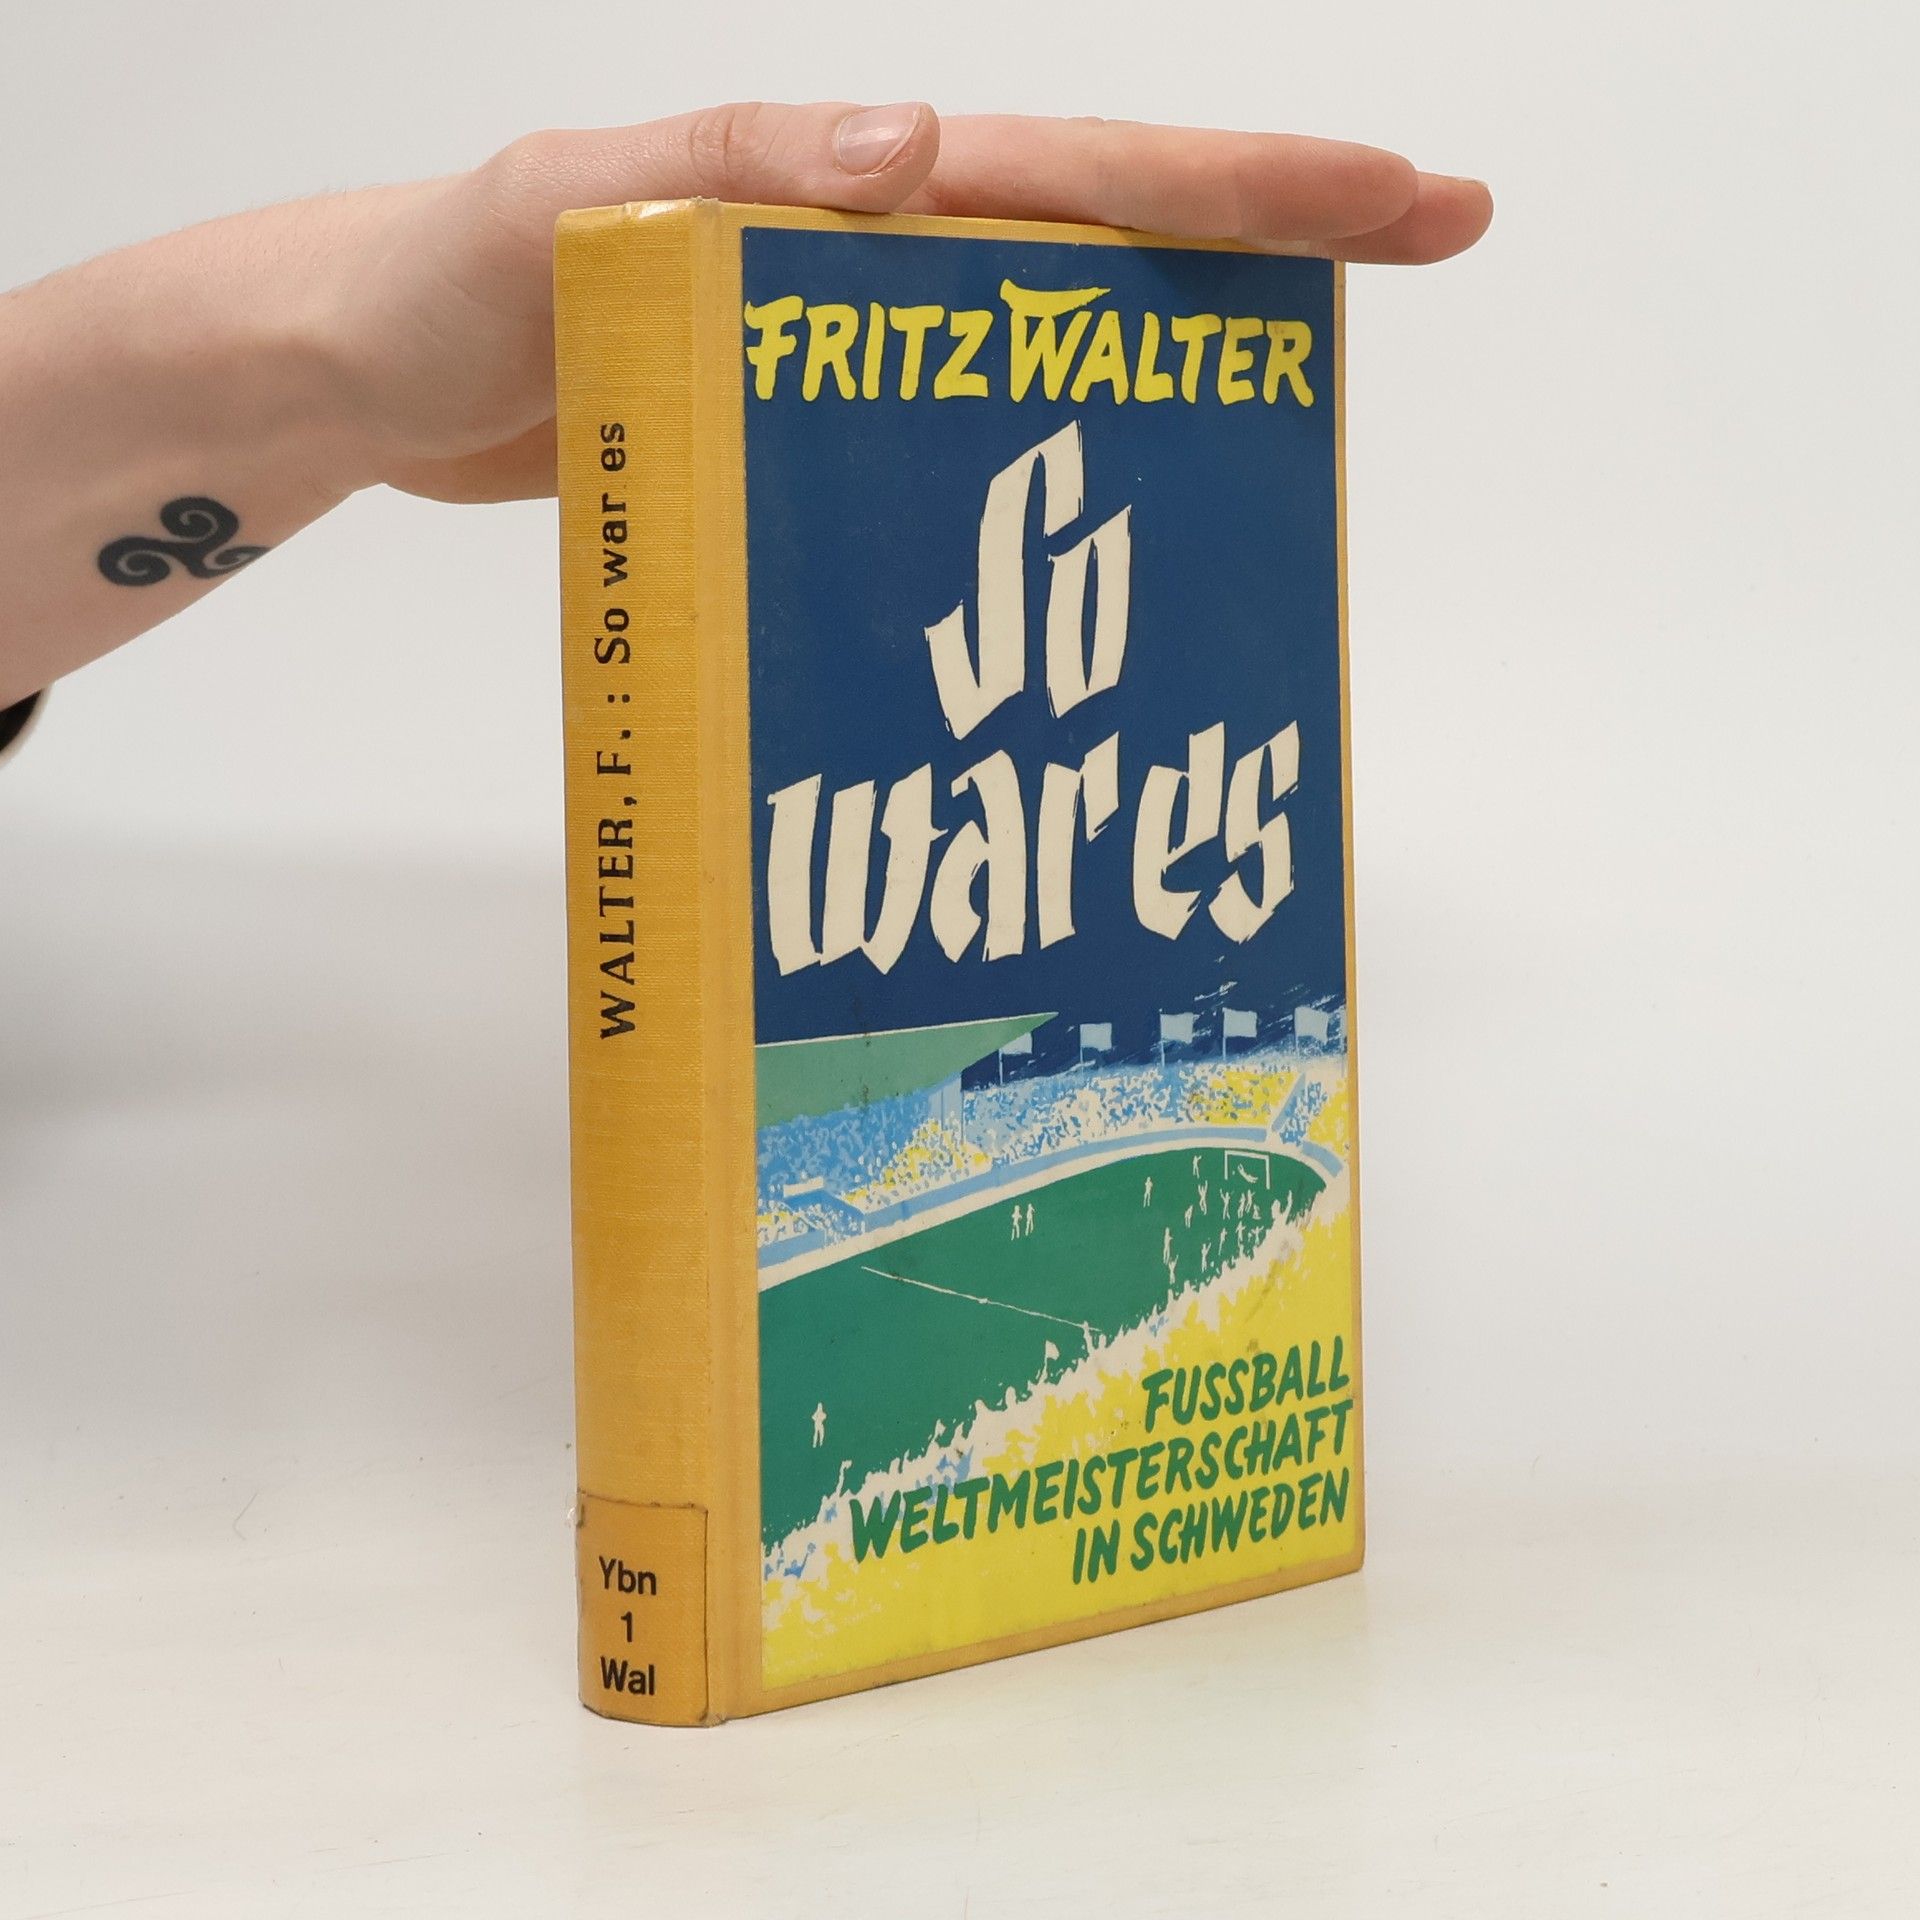 FRITZ WALTER
So
war es
FUSSBALL
WELTMEISTERSCHAFT
IN SCHWEDEN
WALTER, F. : So war es
Ybn
1
Wal